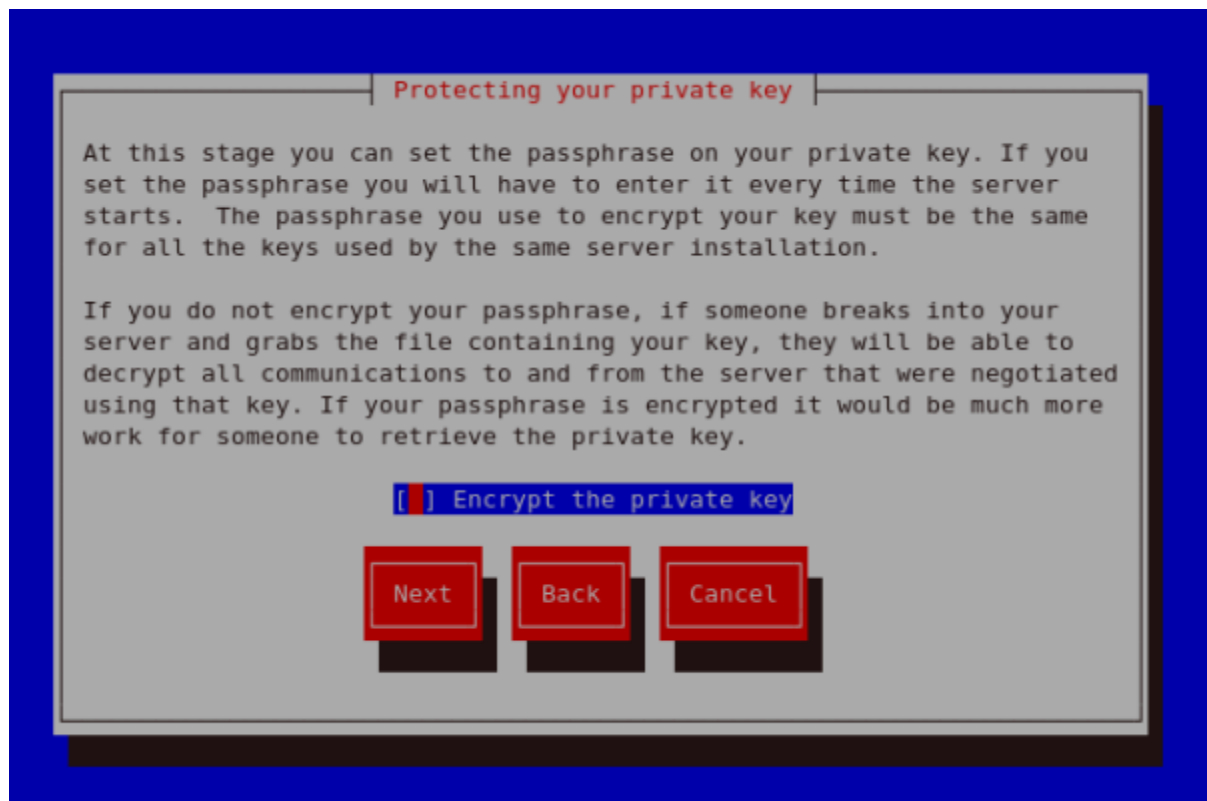 Protecting your private key
At this stage you can set the passphrase on your private key. If you
set the passphrase you will have to enter it every time the server
starts.  The passphrase you use to encrypt your key must be the same
for all the keys used by the same server installation.
If you do not encrypt your passphrase, if someone breaks into your
server and grabs the file containing your key, they will be able to
decrypt all communications to and from the server that were negotiated
using that key. If your passphrase is encrypted it would be much more
work for someone to retrieve the private key.
[ ] Encrypt the private key
Next Back Cancel